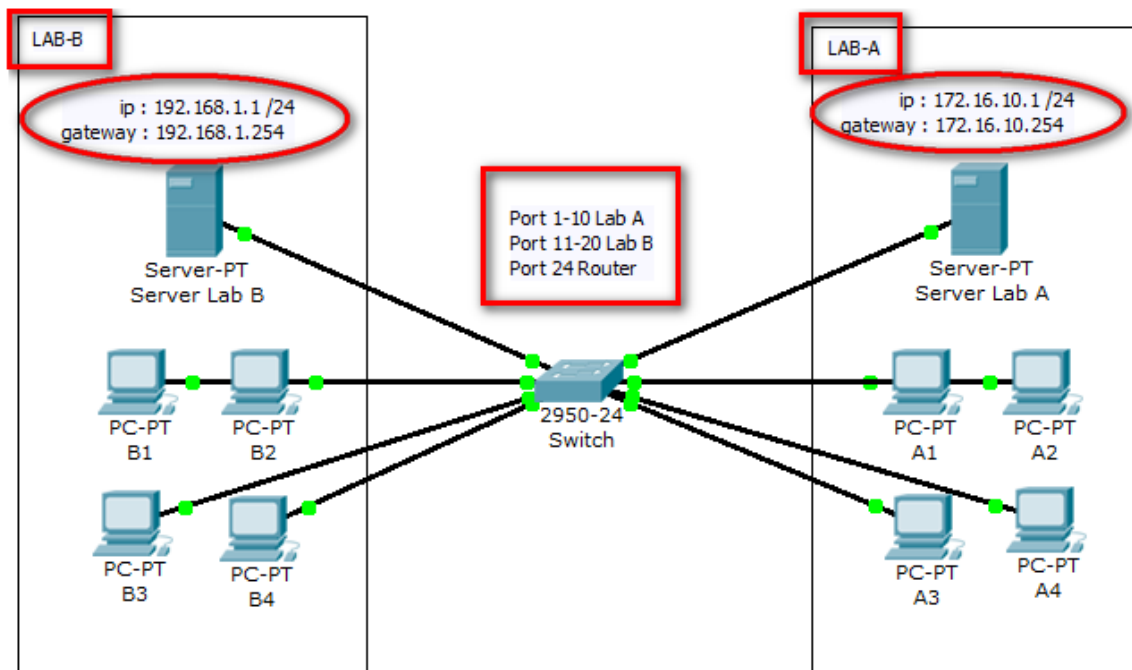 LAB-B
ip : 192.168.1.1 /24
gateway : 192.168.1.254
Server-PT
Server Lab B
PC-PT
B1
PC-PT
B2
PC-PT
B3
PC-PT
B4
Port 1-10 Lab A
Port 11-20 Lab B
Port 24 Router
2950-24
Switch
LAB-A
ip : 172.16.10.1 /24
gateway : 172.16.10.254
Server-PT
Server Lab A
PC-PT
A1
PC-PT
A2
PC-PT
A3
PC-PT
A4